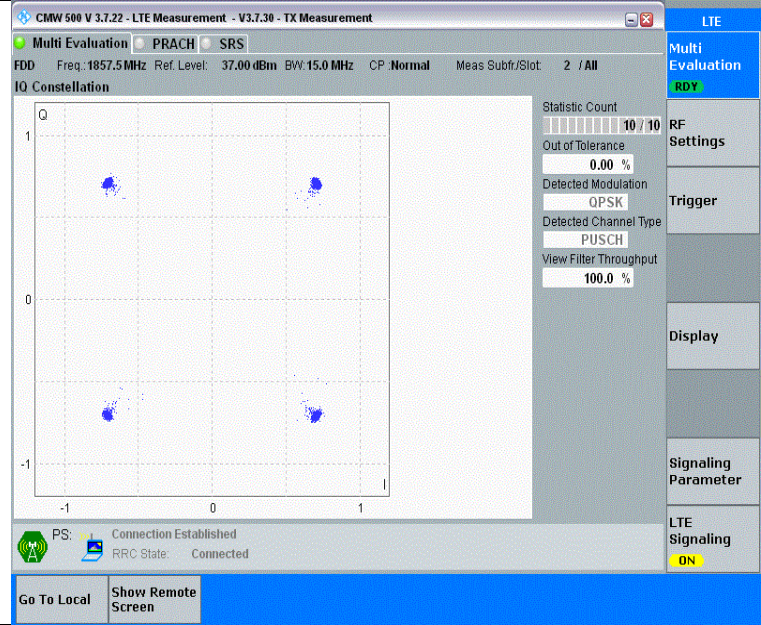 CMW 500 V 3.7.22 - LTE Measurement - V3.7.30 - TX Measurement
LTE
Multi Evaluation PRACH SRS
Multi
Evaluation
RDY
FDD Freq.:1857.5 MHz Ref. Level: 37.00 dBm BW:15.0 MHz CP :Normal Meas Subfr./Slot: 2 / All
IQ Constellation
Q
1
0
-1
-1
0
1
I
Statistic Count
10 / 10
Out of Tolerance
0.00 %
Detected Modulation
QPSK
Detected Channel Type
PUSCH
View Filter Throughput
100.0 %
RF
Settings
Trigger
Display
Signaling
Parameter
LTE
Signaling
ON
PS: Connection Established
RRC State: Connected
Go To Local
Show Remote
Screen